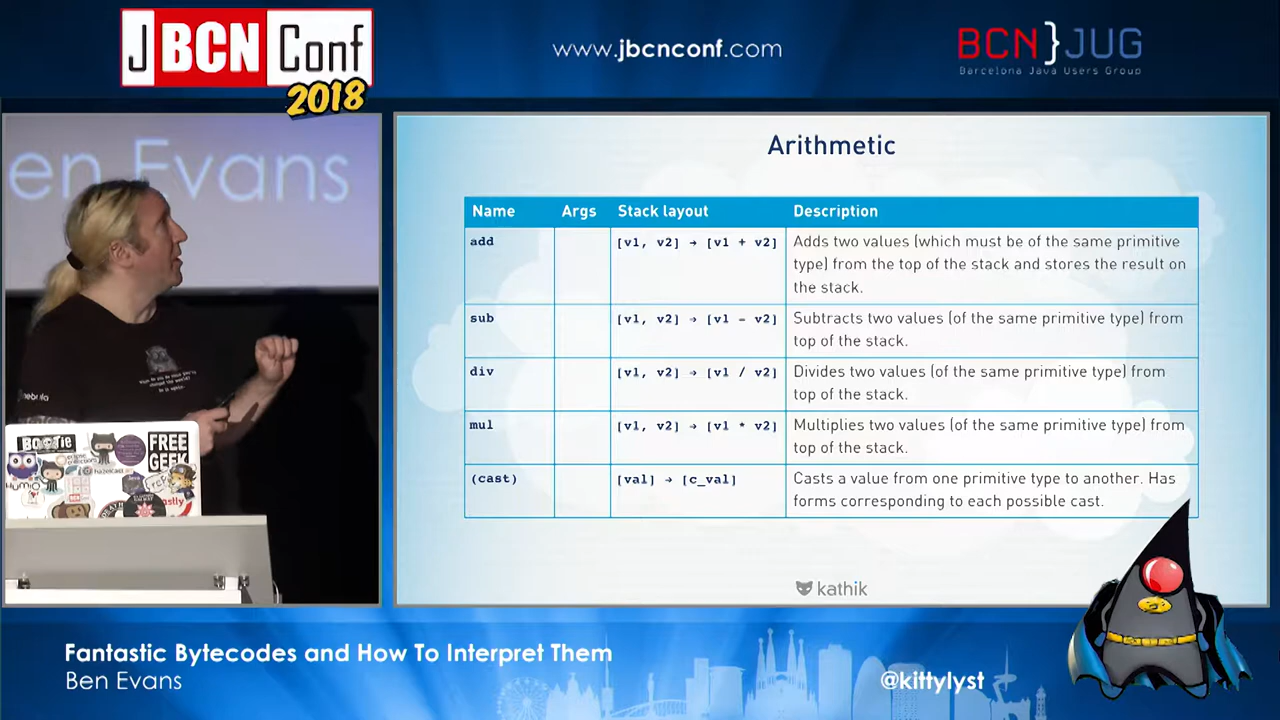 JBCNConf
2018
www.jbcnconf.com
BCN}JUG
Barcelona Java Users Group
en Evans
Arithmetic
Name Args Stack layout Description
add [v1, v2] → [v1 + v2] Adds two values (which must be of the same primitive
type) from the top of the stack and stores the result on
the stack.
sub [v1, v2] → [v1 - v2] Subtracts two values (of the same primitive type) from
top of the stack.
div [v1, v2] → [v1 / v2] Divides two values (of the same primitive type) from
top of the stack.
mul [v1, v2] → [v1 * v2] Multiplies two values (of the same primitive type) from
top of the stack.
(cast) [val] → [c_val] Casts a value from one primitive type to another. Has
forms corresponding to each possible cast.
kathik
BOOTIE
FREE
GEEK
HUMIO
hazelcast
Fantastic Bytecodes and How To Interpret Them
Ben Evans
@kittylyst